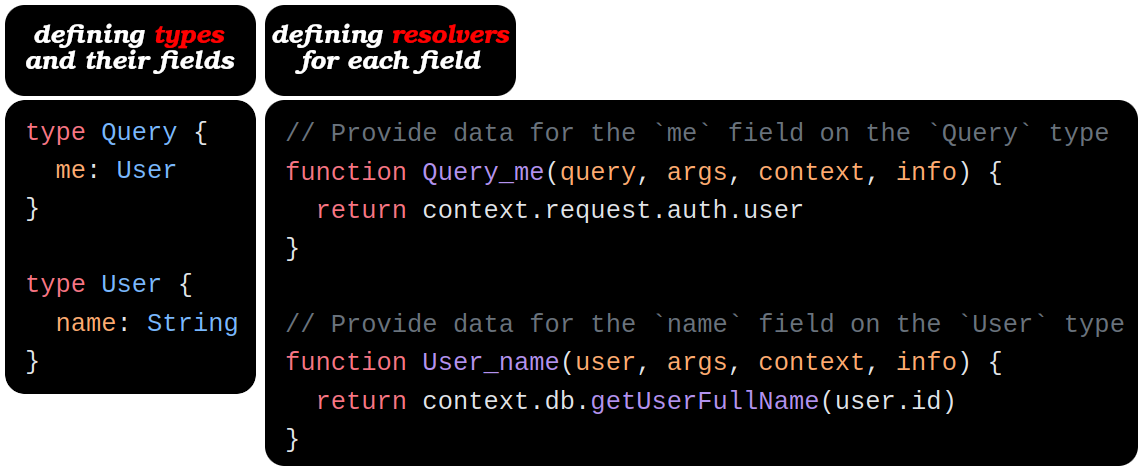 defining types
and their fields
defining resolvers
for each field
type Query {
  me: User
}

type User {
  name: String
}
// Provide data for the `me` field on the `Query` type
function Query_me(query, args, context, info) {
  return context.request.auth.user
}

// Provide data for the `name` field on the `User` type
function User_name(user, args, context, info) {
  return context.db.getUserFullName(user.id)
}